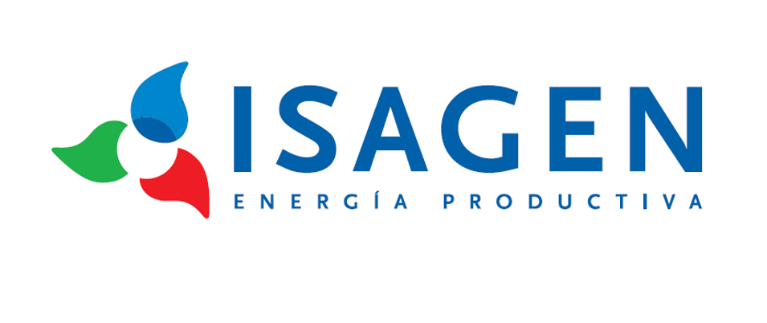 ISAGEN
ENERGÍA PRODUCTIVA